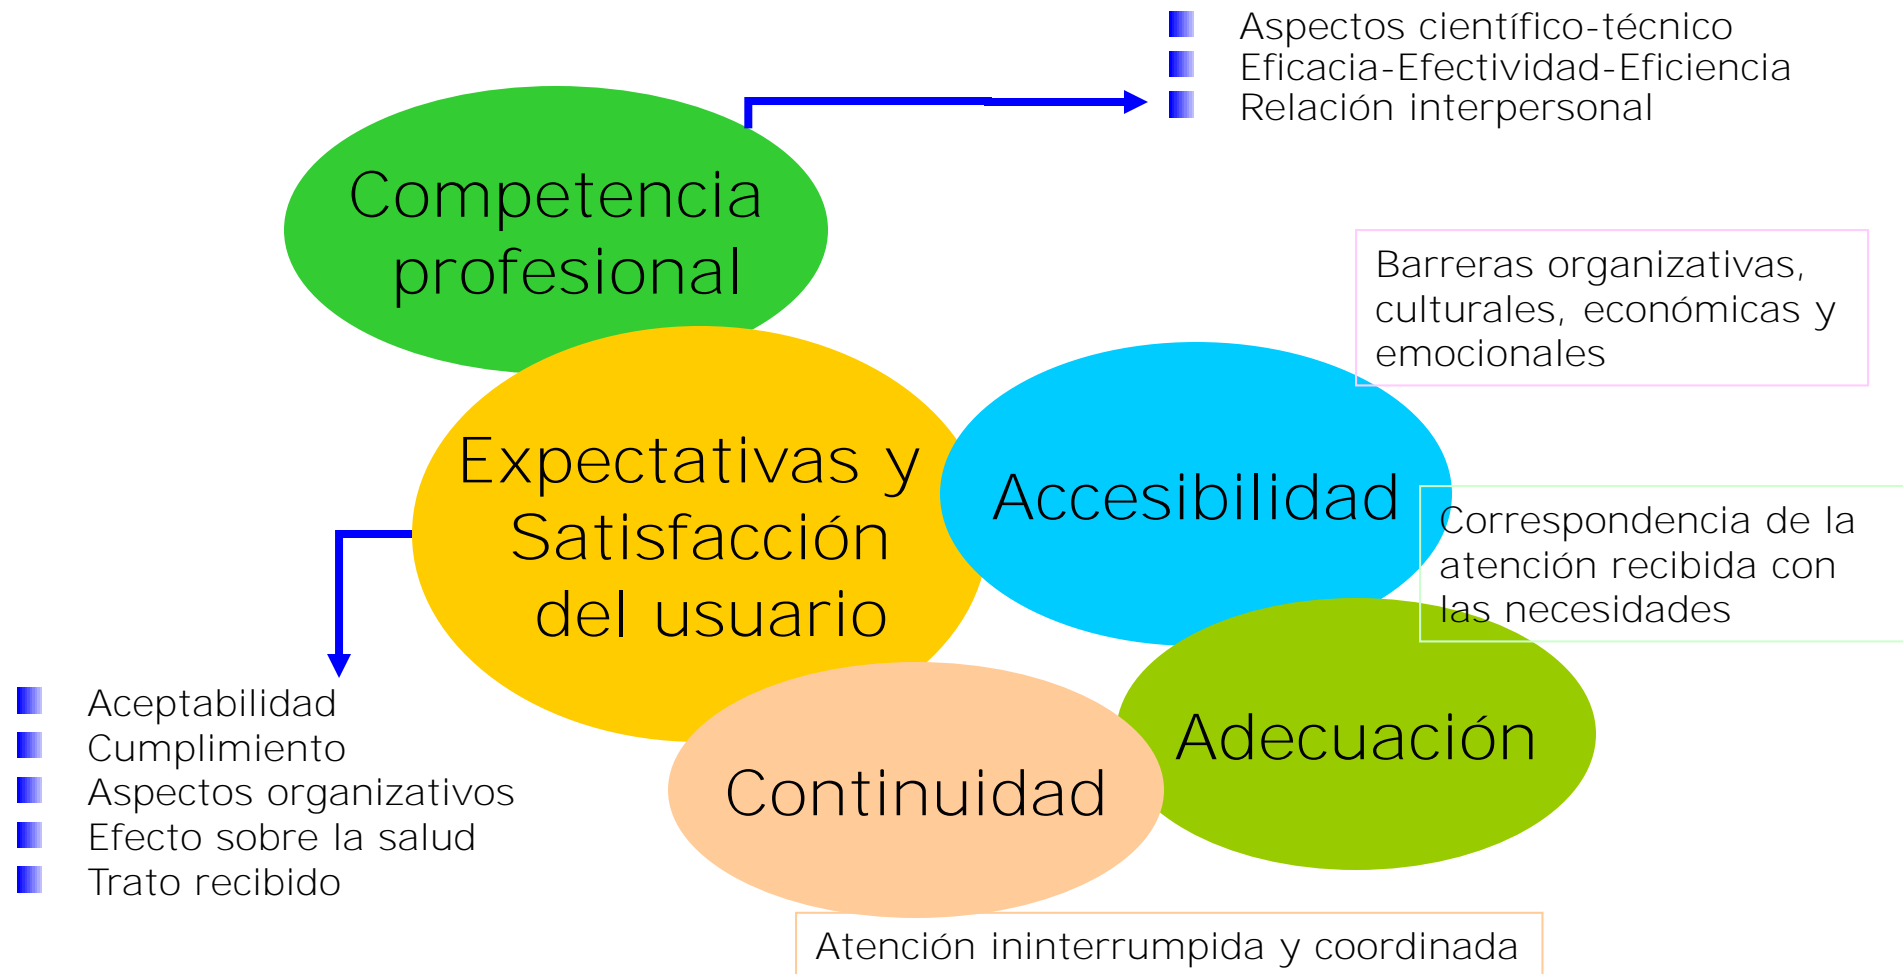 Aspectos científico-técnico
Eficacia-Efectividad-Eficiencia
Relación interpersonal
Competencia
profesional
Barreras organizativas,
culturales, económicas y
emocionales
Expectativas y
Satisfacción
del usuario
Accesibilidad
Correspondencia de la
atención recibida con
las necesidades
Aceptabilidad
Cumplimiento
Aspectos organizativos
Efecto sobre la salud
Trato recibido
Adecuación
Continuidad
Atención ininterrumpida y coordinada